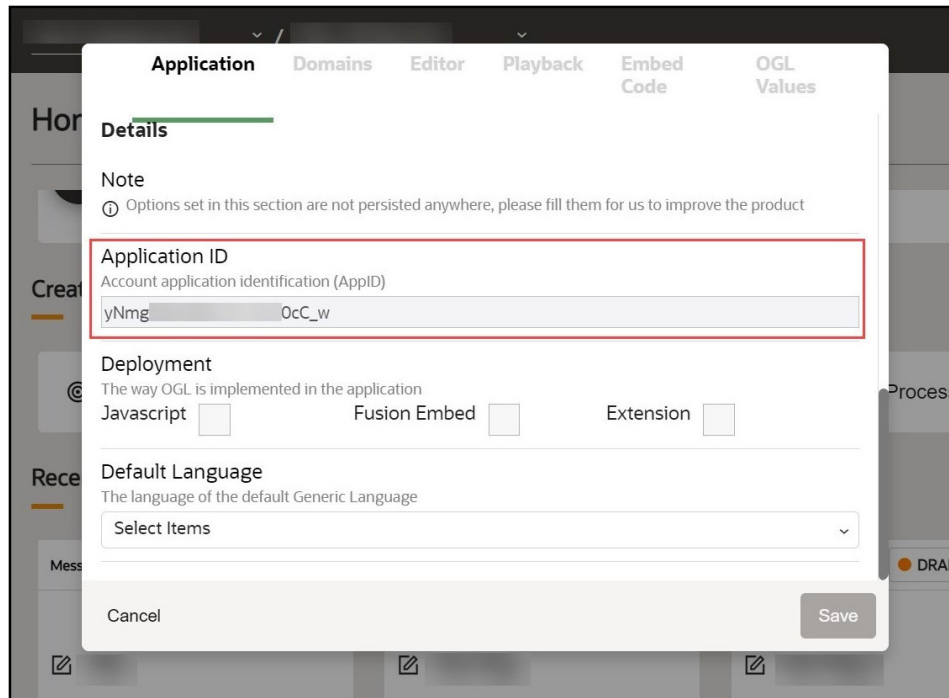 /
Application Domains Editor Playback Embed Code OGL Values
Hor
Details
Note
Options set in this section are not persisted anywhere, please fill them for us to improve the product
Application ID
Creat
Account application identification (AppID)
yNmg 0cC_w
Deployment
The way OGL is implemented in the application
Proces
Javascript Fusion Embed Extension
Default Language
Rece
The language of the default Generic Language
Select Items
Mess
DRA
Cancel Save